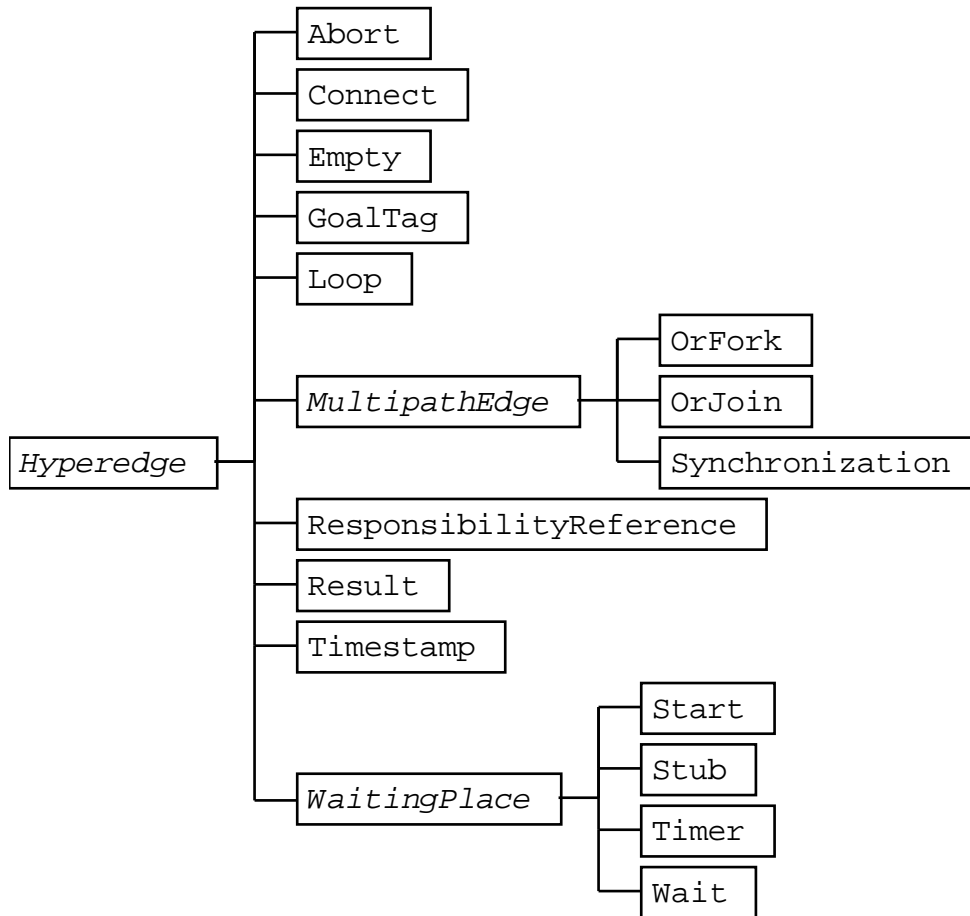 Abort
Connect
Empty
GoalTag
Loop
OrFork
MultipathEdge
OrJoin
Hyperedge
Synchronization
ResponsibilityReference
Result
Timestamp
Start
Stub
WaitingPlace
Timer
Wait